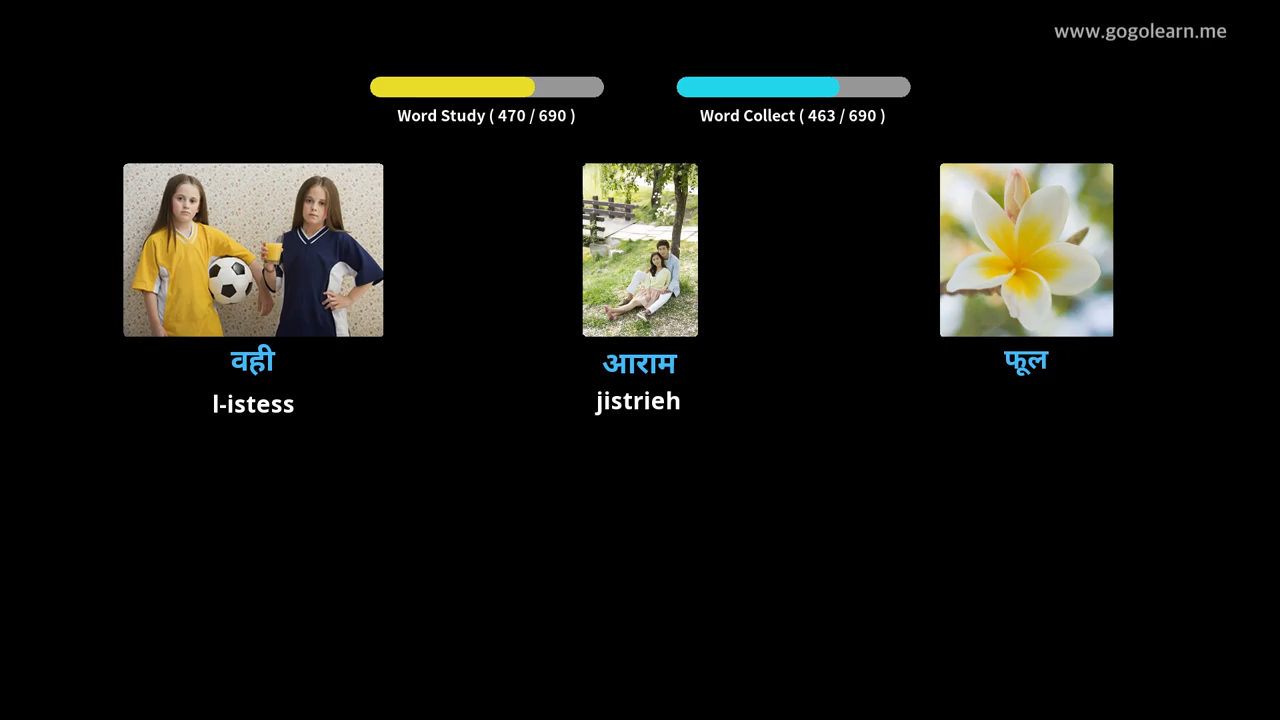 www.gogolearn.me
Word Study ( 470 / 690 )
Word Collect ( 463 / 690 )
वही
आराम
फूल
l-istess
jistrieh